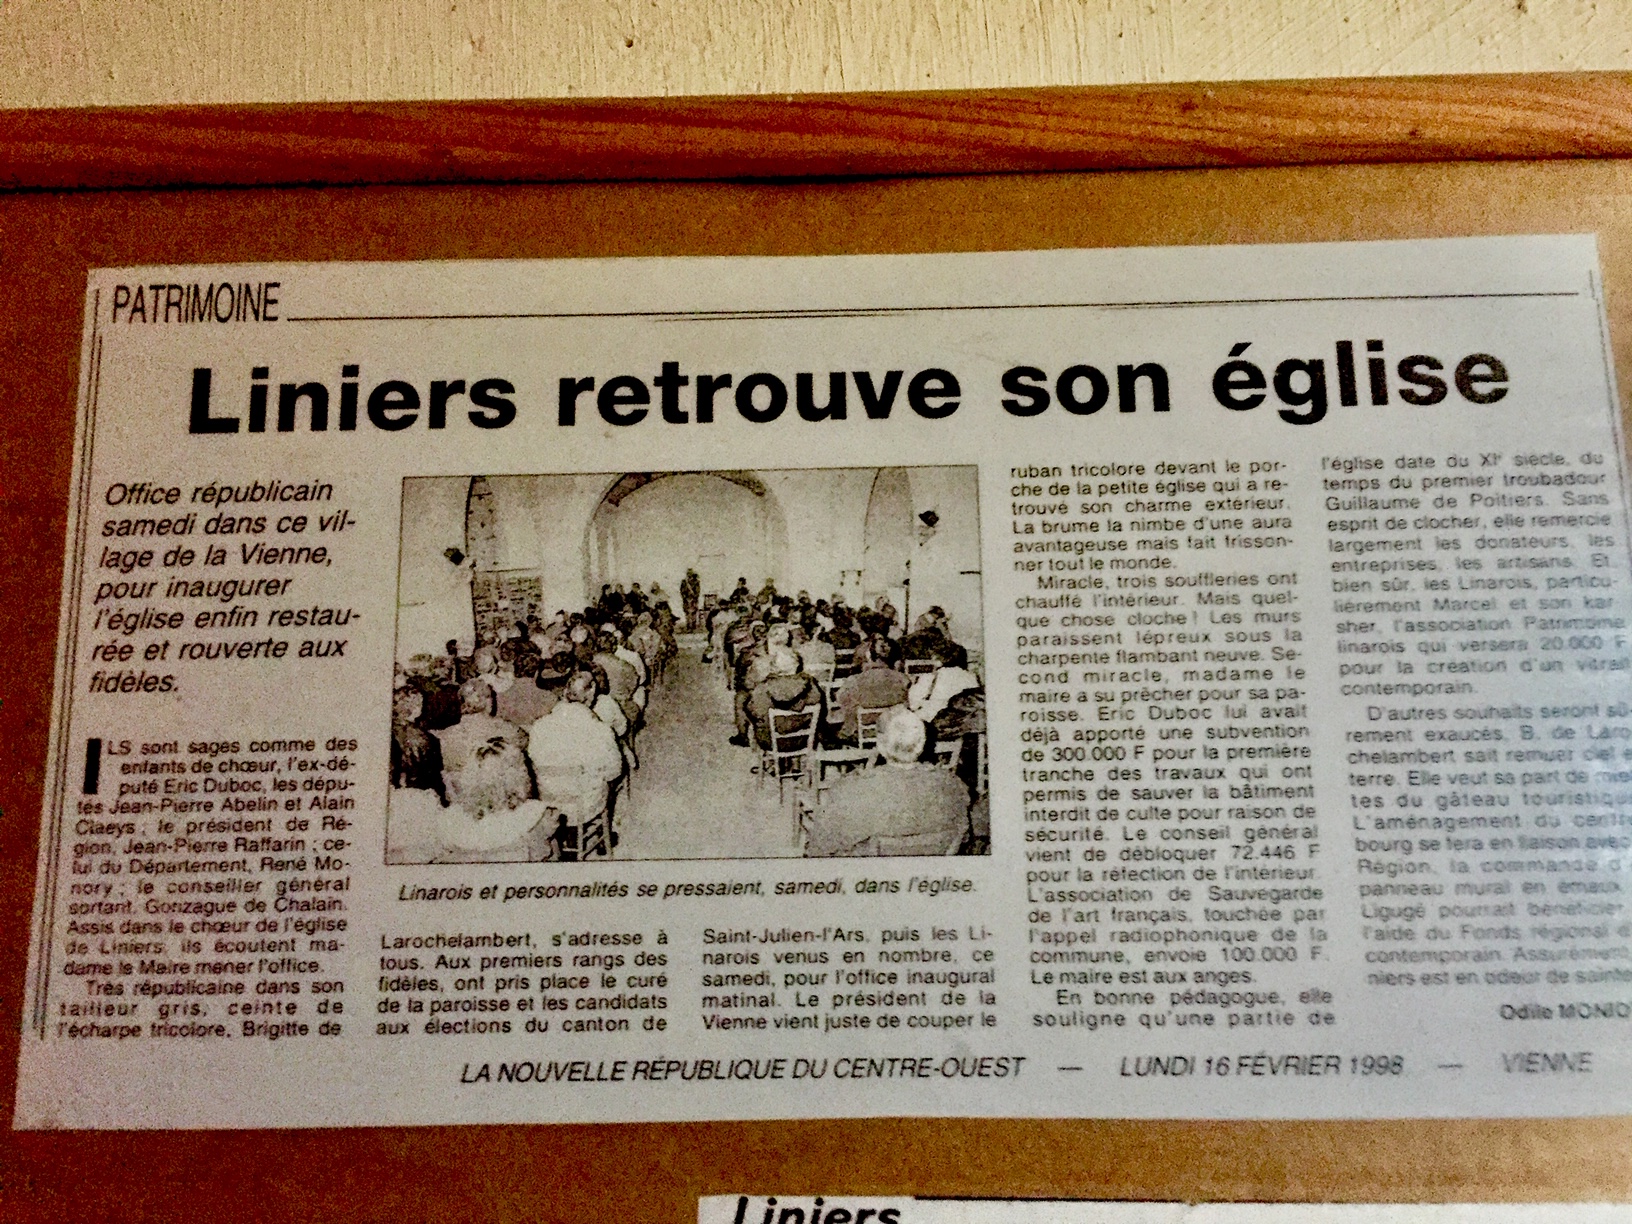 PATRIMOINE
Liniers retrouve son église
Office républicain
samedi dans ce vil-
lage de la Vienne,
pour inaugurer
l'église enfin restau-
rée et rouverte aux
fidèles.
ILS sont sages comme des
enfants de chœur, l'ex-dé-
puté Eric Duboc, les dépu-
tés Jean-Pierre Abelin et Alain
Claeys ; le président de Ré-
gion, Jean-Pierre Raffarin ; ce-
lui du Département, René Mo-
nory ; le conseiller général
sortant, Gonzague de Chalain.
Assis dans le chœur de l'église
de Liniers, ils écoutent ma-
dame le Maire mener l'office.
Très républicaine dans son
tailleur gris, ceinte de
l'écharpe tricolore, Brigitte de
Linarois et personnalités se pressaient, samedi, dans l'église.
Larochelambert, s'adresse à
tous. Aux premiers rangs des
fidèles, ont pris place le curé
de la paroisse et les candidats
aux élections du canton de
Saint-Julien-l'Ars, puis les Li-
narois venus en nombre, ce
samedi, pour l'office inaugural
matinal. Le président de la
Vienne vient juste de couper le
ruban tricolore devant le por-
che de la petite église qui a re-
trouvé son charme extérieur.
La brume la nimbe d'une aura
avantageuse mais fait frisson-
ner tout le monde.
Miracle, trois souffleries ont
chauffé l'intérieur. Mais quel-
que chose cloche ! Les murs
paraissent lépreux sous la
charpente flambant neuve. Se-
cond miracle, madame le
maire a su prêcher pour sa pa-
roisse. Eric Duboc lui avait
déjà apporté une subvention
de 300.000 F pour la première
tranche des travaux qui ont
permis de sauver la bâtiment
interdit de culte pour raison de
sécurité. Le conseil général
vient de débloquer 72.446 F
pour la réfection de l'intérieur.
L'association de Sauvegarde
de l'art français, touchée par
l'appel radiophonique de la
commune, envoie 100.000 F.
Le maire est aux anges.
En bonne pédagogue, elle
souligne qu'une partie de
l'église date du XIe siècle, du
temps du premier troubadour
Guillaume de Poitiers. Sans
esprit de clocher, elle remercie
largement les donateurs, les
entreprises, les artisans. Et,
bien sûr, les Linarois, particu-
lièrement Marcel et son kar-
sher, l'association Patrimoine
linarois qui versera 20.000 F
pour la création d'un vitrail
contemporain.
D'autres souhaits seront sû-
rement exaucés. B. de Laro-
chelambert sait remuer ciel et
terre. Elle veut sa part de miet-
tes du gâteau touristique.
L'aménagement du centre
bourg se fera en liaison avec
Région, la commande d'
panneau mural en émaux
Ligugé pourrait bénéficier
l'aide du Fonds régional d'
contemporain. Assurément
niers est en odeur de sainte
Odile
LA NOUVELLE RÉPUBLIQUE DU CENTRE-OUEST — LUNDI 16 FÉVRIER 1998 — VIENNE
Liniers